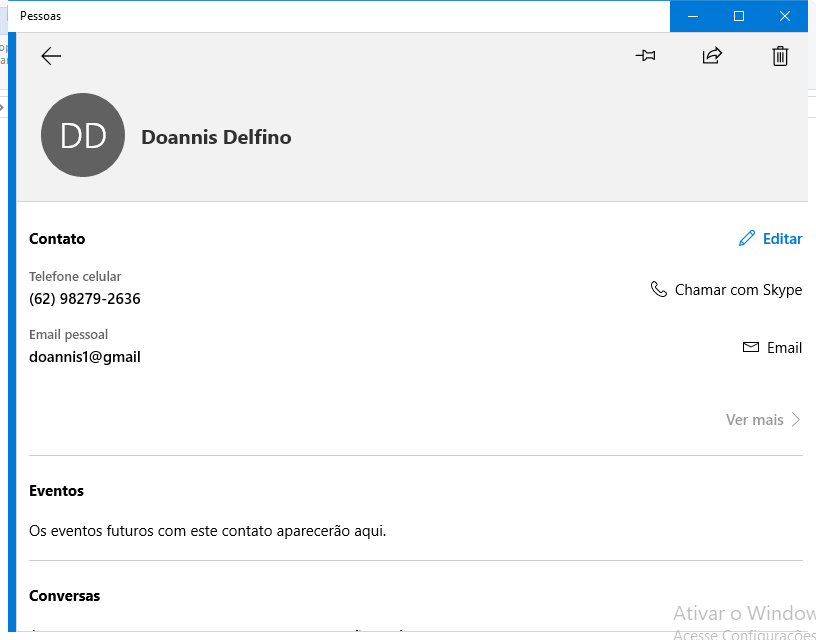 Pessoas
DD
Doannis Delfino
Contato
Editar
Telefone celular
(62) 98279-2636
Chamar com Skype
Email pessoal
doannis1@gmail
Email
Ver mais
Eventos
Os eventos futuros com este contato aparecerão aqui.
Conversas
Ativar o Window
Acesse Configurações